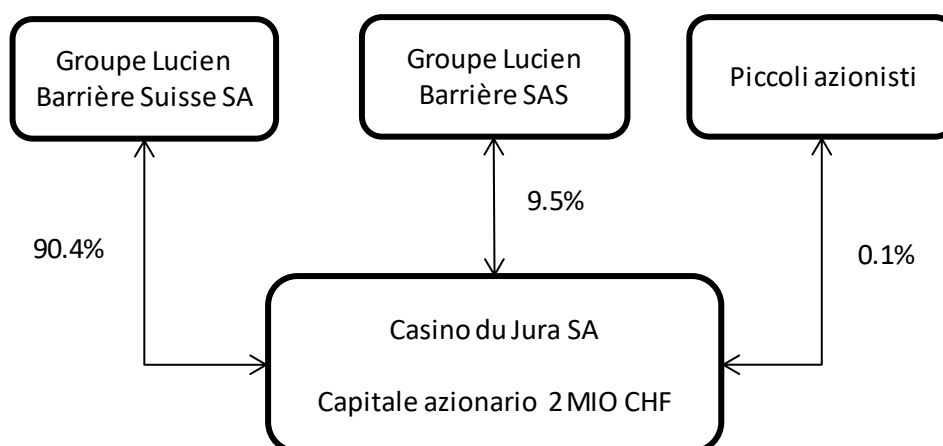 Groupe Lucien
Barrière Suisse SA
Groupe Lucien
Barrière SAS
Piccoli azionisti
90.4%
9.5%
0.1%
Casino du Jura SA
Capitale azionario 2 MIO CHF